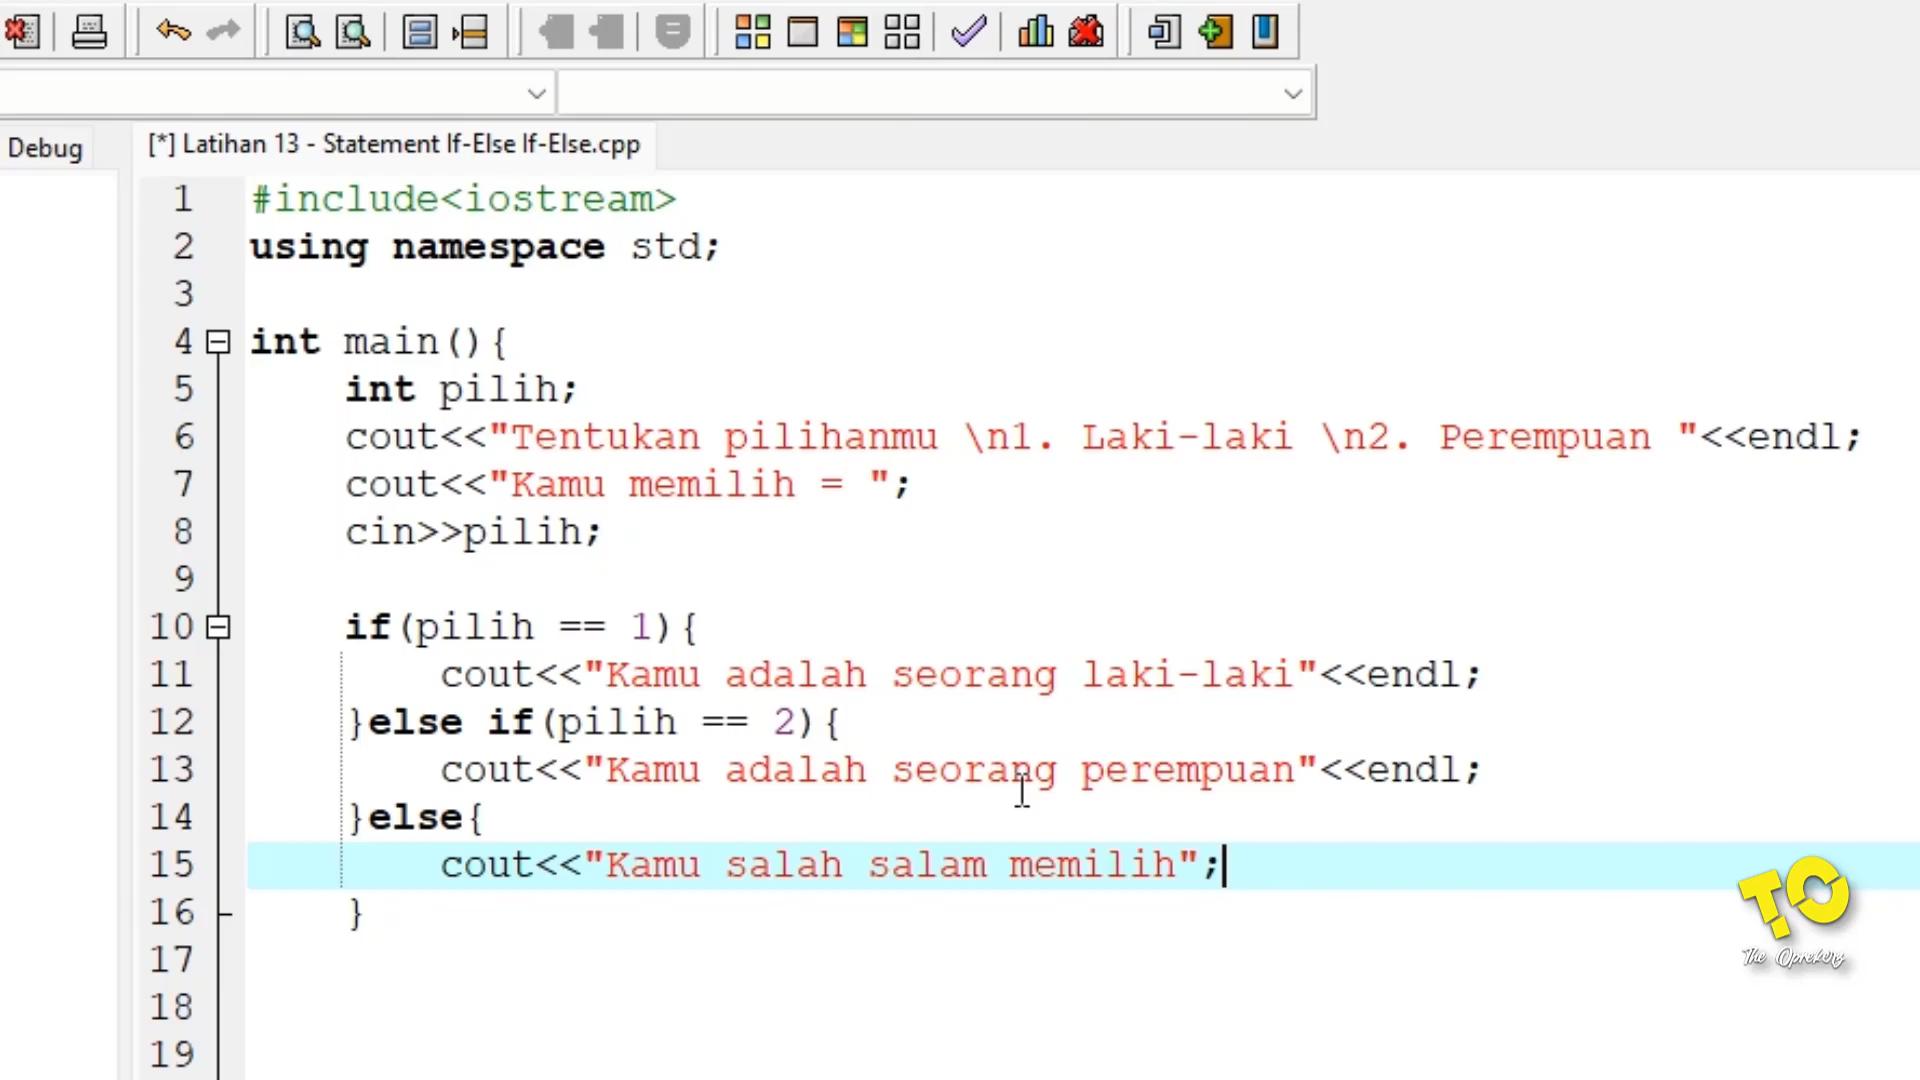 Debug
[*] Latihan 13 - Statement If-Else If-Else.cpp
1 #include<iostream>
2 using namespace std;
3
4 int main(){
5 int pilih;
6 cout<<"Tentukan pilihanmu \n1. Laki-laki \n2. Perempuan "<<endl;
7 cout<<"Kamu memilih = ";
8 cin>>pilih;
9
10 if(pilih == 1){
11 cout<<"Kamu adalah seorang laki-laki"<<endl;
12 }else if(pilih == 2){
13 cout<<"Kamu adalah seorang perempuan"<<endl;
14 }else{
15 cout<<"Kamu salah salam memilih";
16 }
17
18
19
TO
The Oprekers